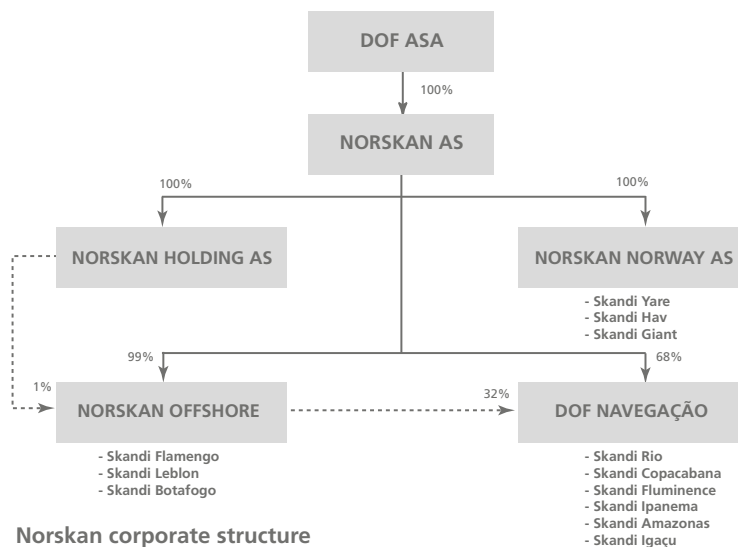 DOF ASA
100%
NORSKAN AS
100%
100%
NORSKAN HOLDING AS
NORSKAN NORWAY AS
- Skandi Yare
- Skandi Hav
- Skandi Giant
99%
68%
1%
32%
NORSKAN OFFSHORE
DOF NAVEGAÇÃO
- Skandi Flamengo
- Skandi Leblon
- Skandi Botafogo
- Skandi Rio
- Skandi Copacabana
- Skandi Fluminence
- Skandi Ipanema
- Skandi Amazonas
- Skandi Igaçu
Norskan corporate structure